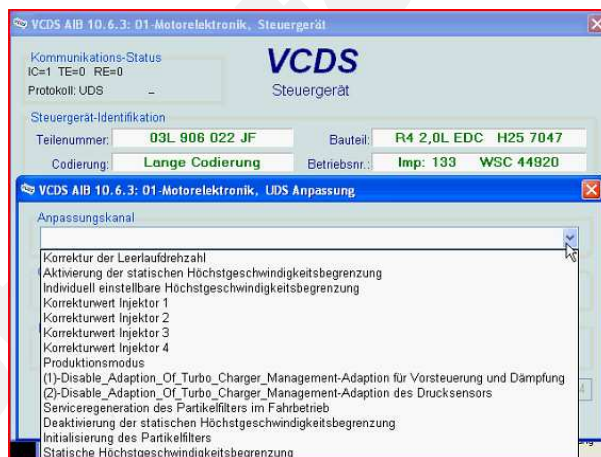 VCDS AIB 10.6.3: 01-Motorelektronik, Steuergerät
Kommunikations-Status
IC=1 TE=0 RE=0
Protokoll: UDS
VCDS
Steuergerät
Steuergerät-Identifikation
Teilenummer: 03L 906 022 JF Bauteil: R4 2,0L EDC H25 7047
Codierung: Lange Codierung Betriebsnr.: Imp: 133 WSC 44920
VCDS AIB 10.6.3: 01-Motorelektronik, UDS Anpassung
Anpassungskanal
Korrektur der Leerlaufdrehzahl
Aktivierung der statischen Höchstgeschwindigkeitsbegrenzung
Individuell einstellbare Höchstgeschwindigkeitsbegrenzung
Korrekturwert Injektor 1
Korrekturwert Injektor 2
Korrekturwert Injektor 3
Korrekturwert Injektor 4
Produktionsmodus
(1)-Disable_Adaption_Of_Turbo_Charger_Management-Adaption für Vorsteuerung und Dämpfung
(2)-Disable_Adaption_Of_Turbo_Charger_Management-Adaption des Drucksensors
Serviceregeneration des Partikelfilters im Fahrbetrieb
Deaktivierung der statischen Höchstgeschwindigkeitsbegrenzung
Initialisierung des Partikelfilters
Statische Höchstgeschwindigkeitsbegrenzung